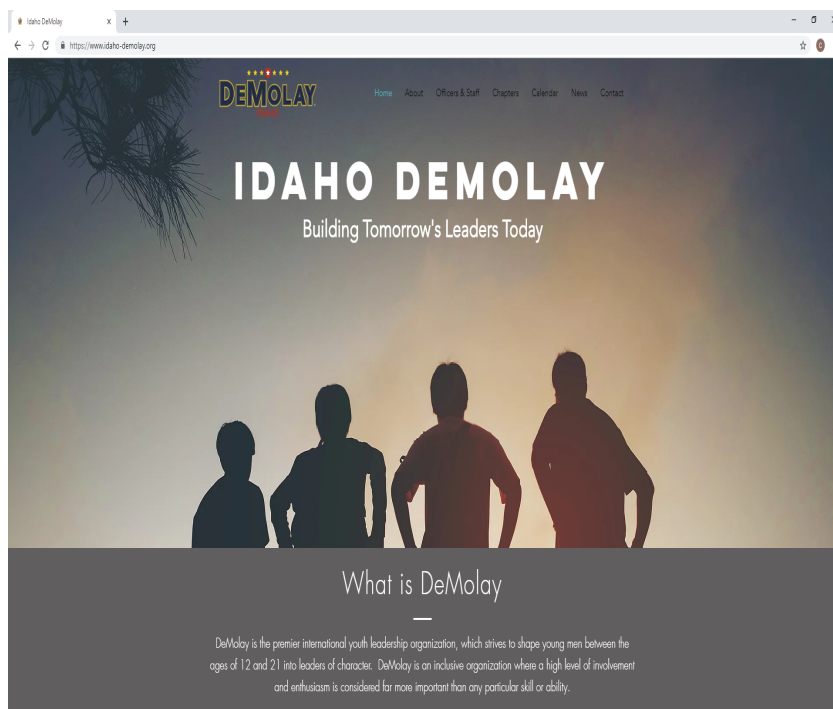 Idaho DeMolay
https://www.idaho-demolay.org
DEMOLAY
Home About Officers & Staff Chapters Calendar News Contact
IDAHO DEMOLAY
Building Tomorrow's Leaders Today
What is DeMolay
DeMolay is the premier international youth leadership organization, which strives to shape young men between the
ages of 12 and 21 into leaders of character. DeMolay is an inclusive organization where a high level of involvement
and enthusiasm is considered far more important than any particular skill or ability.